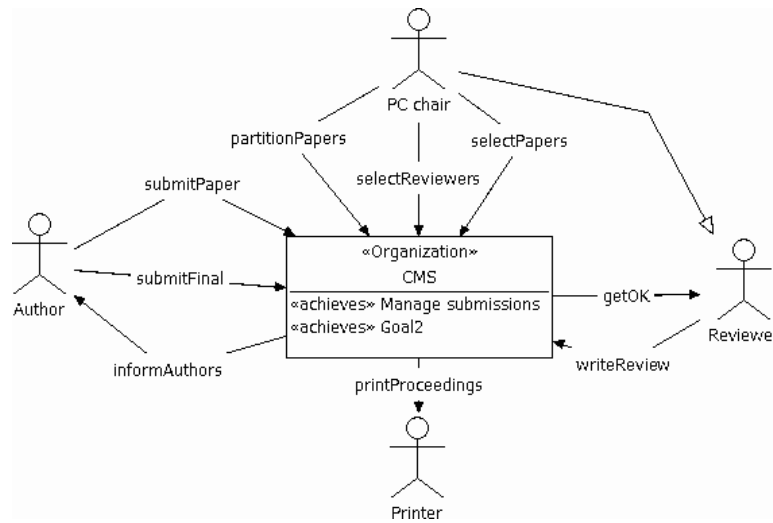 PC chair
partitionPapers
selectPapers
selectReviewers
submitPaper
«Organization»
CMS
submitFinal
«achieves» Manage submissions
getOK
«achieves» Goal2
Author
Reviewe
informAuthors
writeReview
printProceedings
Printer